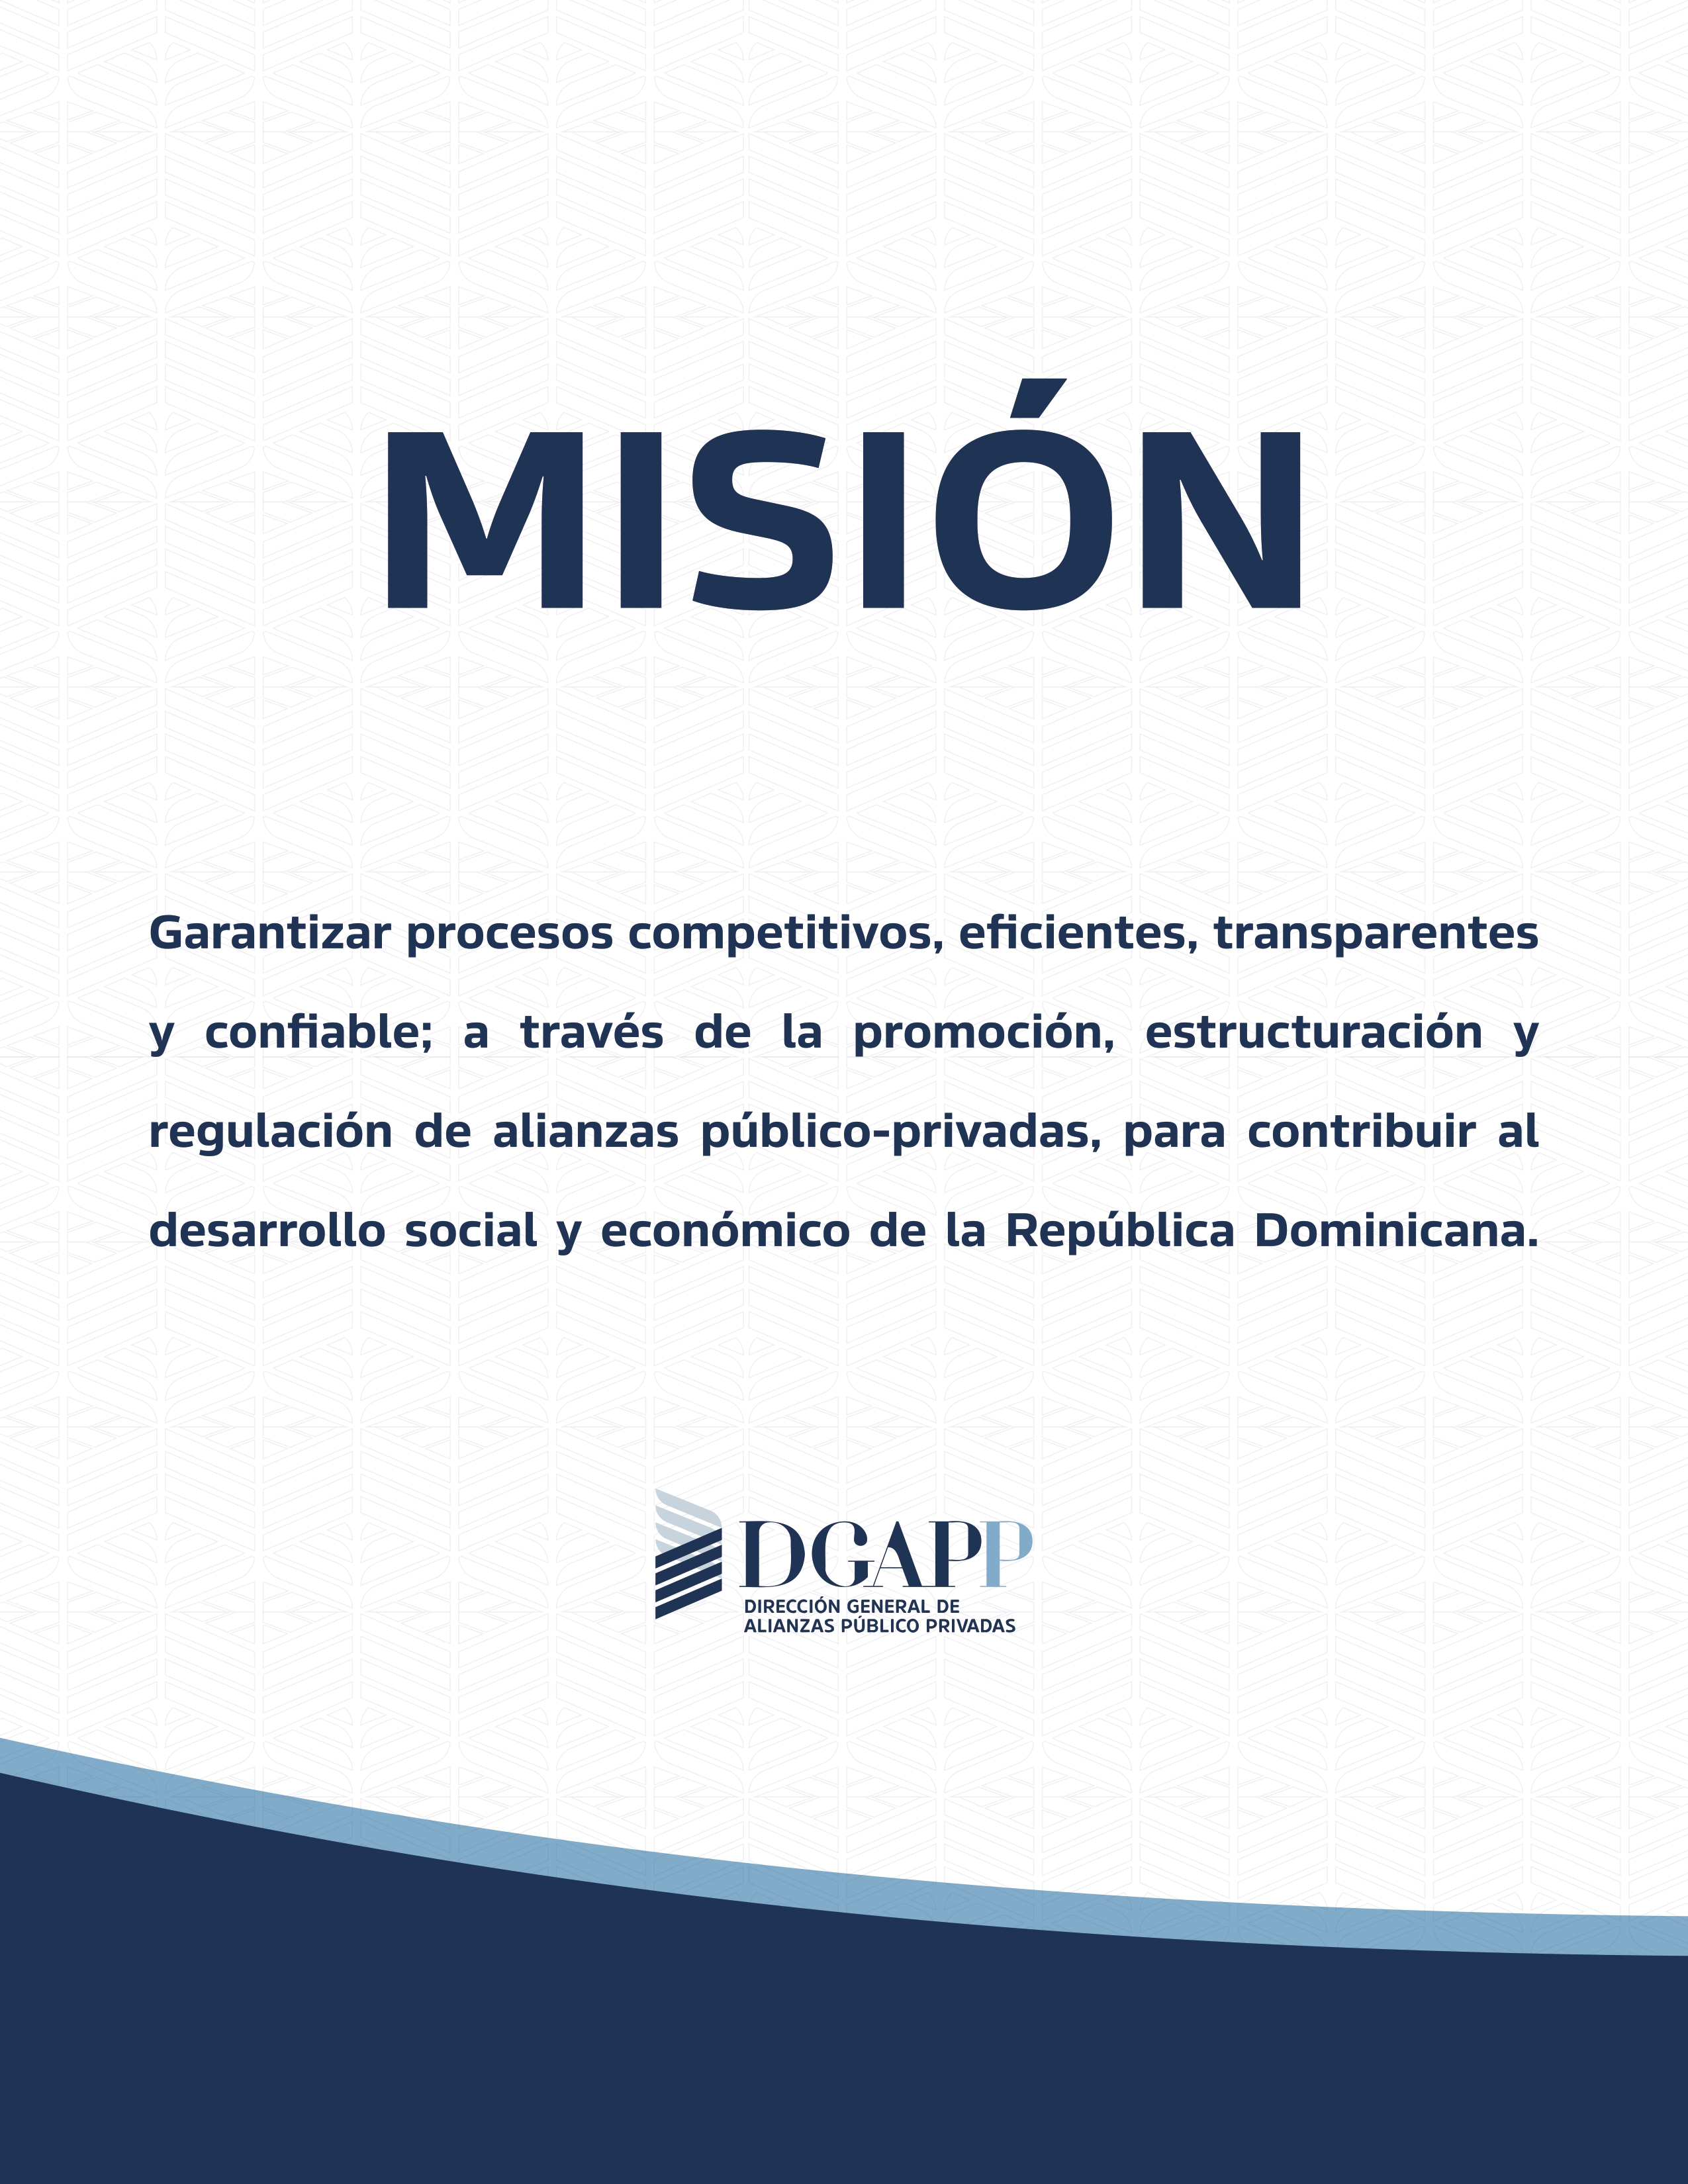 MISIÓN
Garantizar procesos competitivos, eficientes, transparentes
y confiable; a través de la promoción, estructuración y
regulación de alianzas público-privadas, para contribuir al
desarrollo social y económico de la República Dominicana.
DGAPP
DIRECCIÓN GENERAL DE
ALIANZAS PÚBLICO PRIVADAS